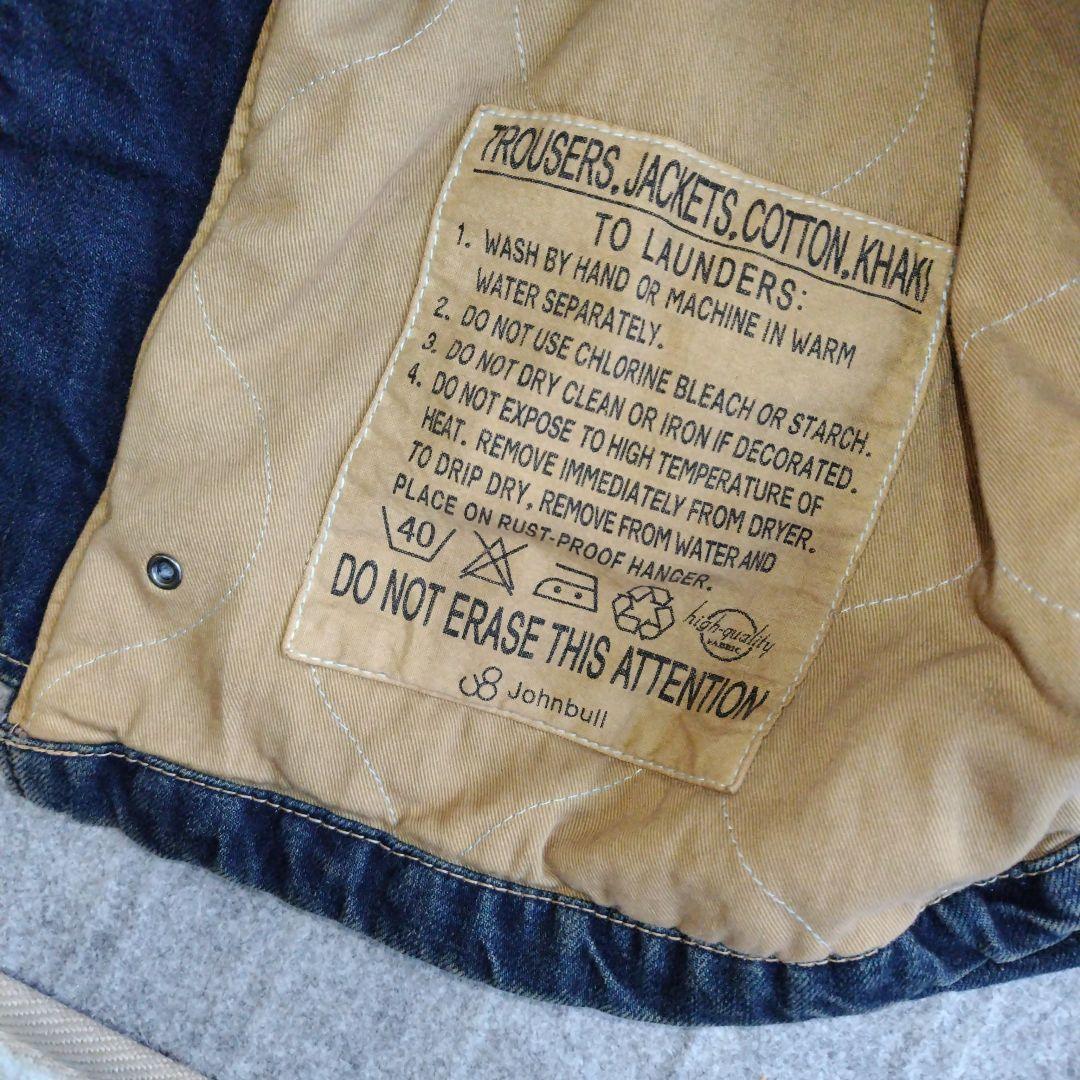 TROUSERS. JACKETS. COTTON. KHAKI
TO LAUNDERS:
1. WASH BY HAND OR MACHINE IN WARM
WATER SEPARATELY.
2. DO NOT USE CHLORINE BLEACH OR STARCH.
3. DO NOT DRY CLEAN OR IRON IF DECORATED.
4. DO NOT EXPOSE TO HIGH TEMPERATURE OF
HEAT. REMOVE IMMEDIATELY FROM DRYER.
TO DRIP DRY, REMOVE FROM WATER AND
PLACE ON RUST-PROOF HANGER.
40
high-quality
FABRIC
DO NOT ERASE THIS ATTENTION
Johnbull